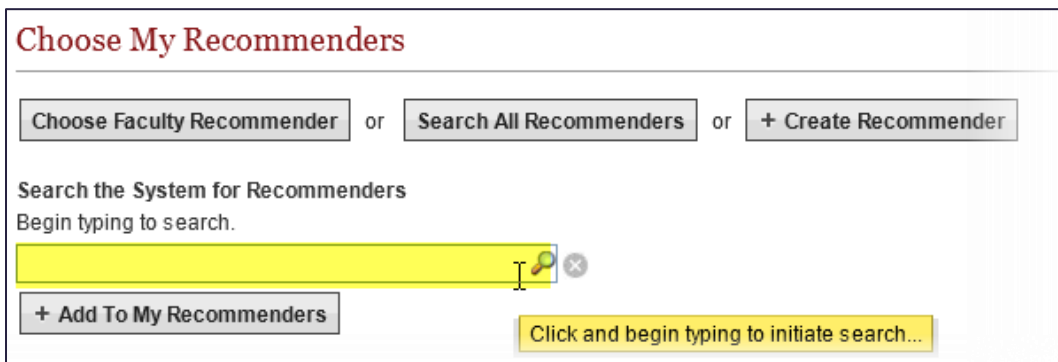 Choose My Recommenders
Choose Faculty Recommender or Search All Recommenders or + Create Recommender
Search the System for Recommenders
Begin typing to search.
+ Add To My Recommenders
Click and begin typing to initiate search...